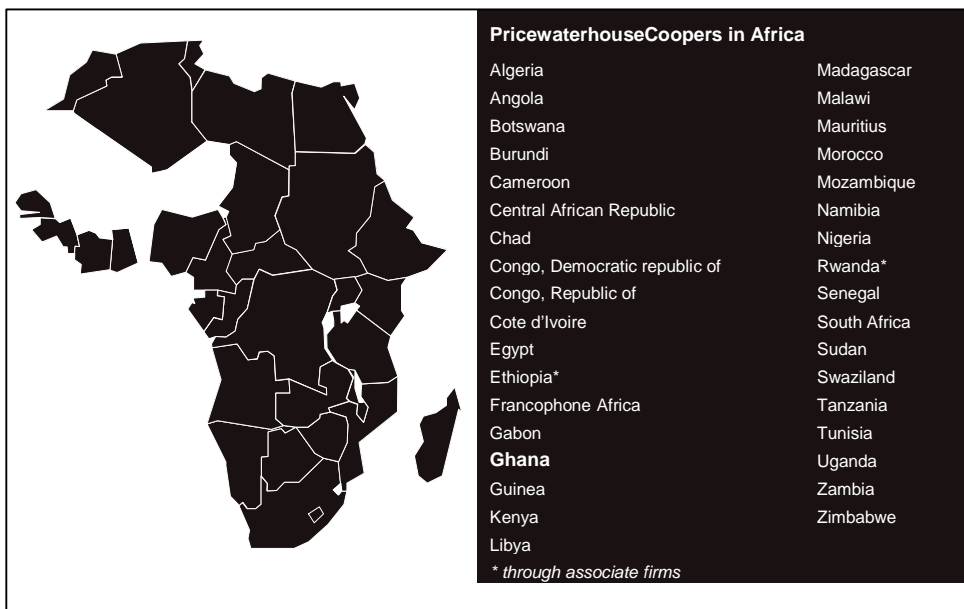 PricewaterhouseCoopers in Africa
Algeria
Angola
Botswana
Burundi
Cameroon
Central African Republic
Chad
Congo, Democratic republic of
Congo, Republic of
Cote d’Ivoire
Egypt
Ethiopia*
Francophone Africa
Gabon
Ghana
Guinea
Kenya
Libya
Madagascar
Malawi
Mauritius
Morocco
Mozambique
Namibia
Nigeria
Rwanda*
Senegal
South Africa
Sudan
Swaziland
Tanzania
Tunisia
Uganda
Zambia
Zimbabwe
* through associate firms